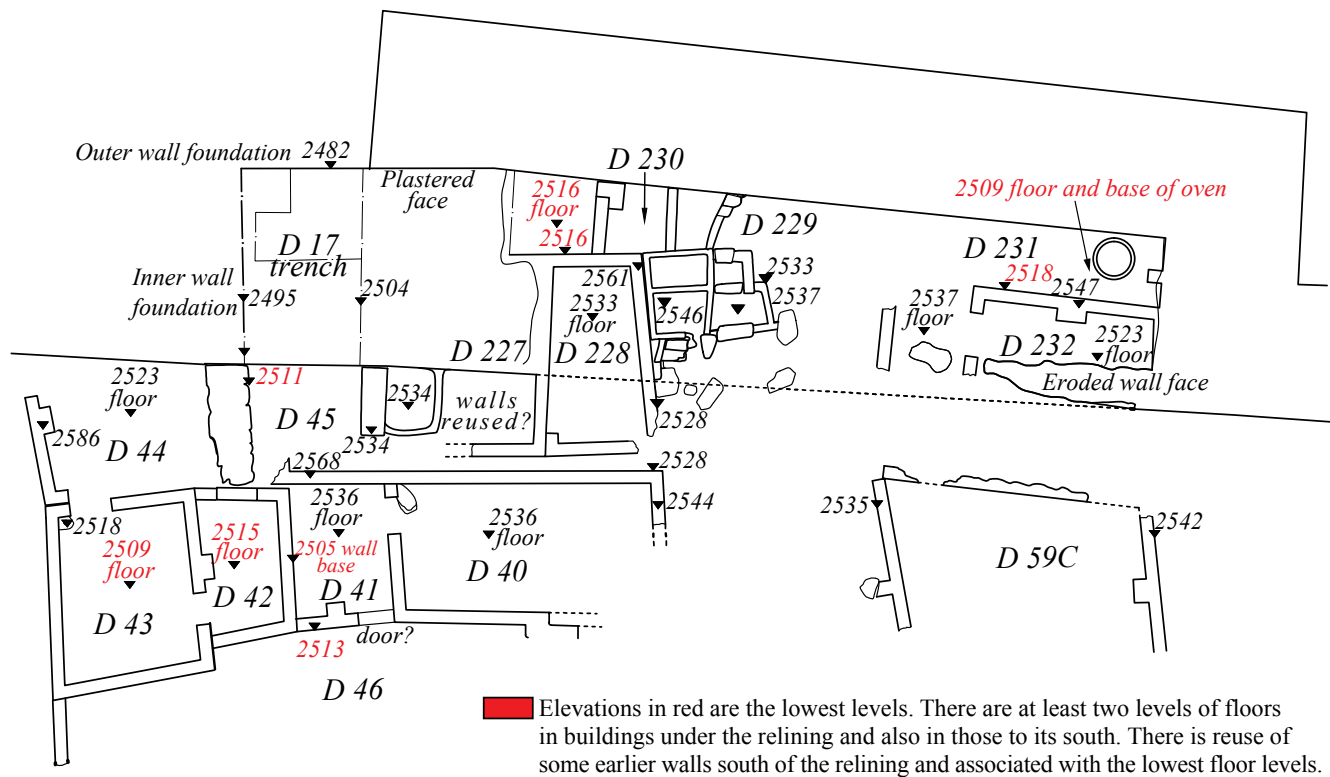 Outer wall foundation 2482
D 230
Plastered
face
2516
floor
2516
2509 floor and base of oven
D 229
D 231
D 17
trench
2561
2533
2518
2547
Inner wall
foundation
2495
2504
2533
floor
2546
2537
2537
floor
D 227
D 228
D 232
2523
floor
Eroded wall face
2523
floor
2511
2534
walls
reused?
D 45
2586
D 44
2534
2528
2568
2528
2536
floor
2544
2535
2542
2518
2509
floor
2515
floor
2505 wall
base
2536
floor
D 59C
D 43
D 42
D 41
D 40
door?
2513
D 46
Elevations in red are the lowest levels. There are at least two levels of floors
in buildings under the relining and also in those to its south. There is reuse of
some earlier walls south of the relining and associated with the lowest floor levels.